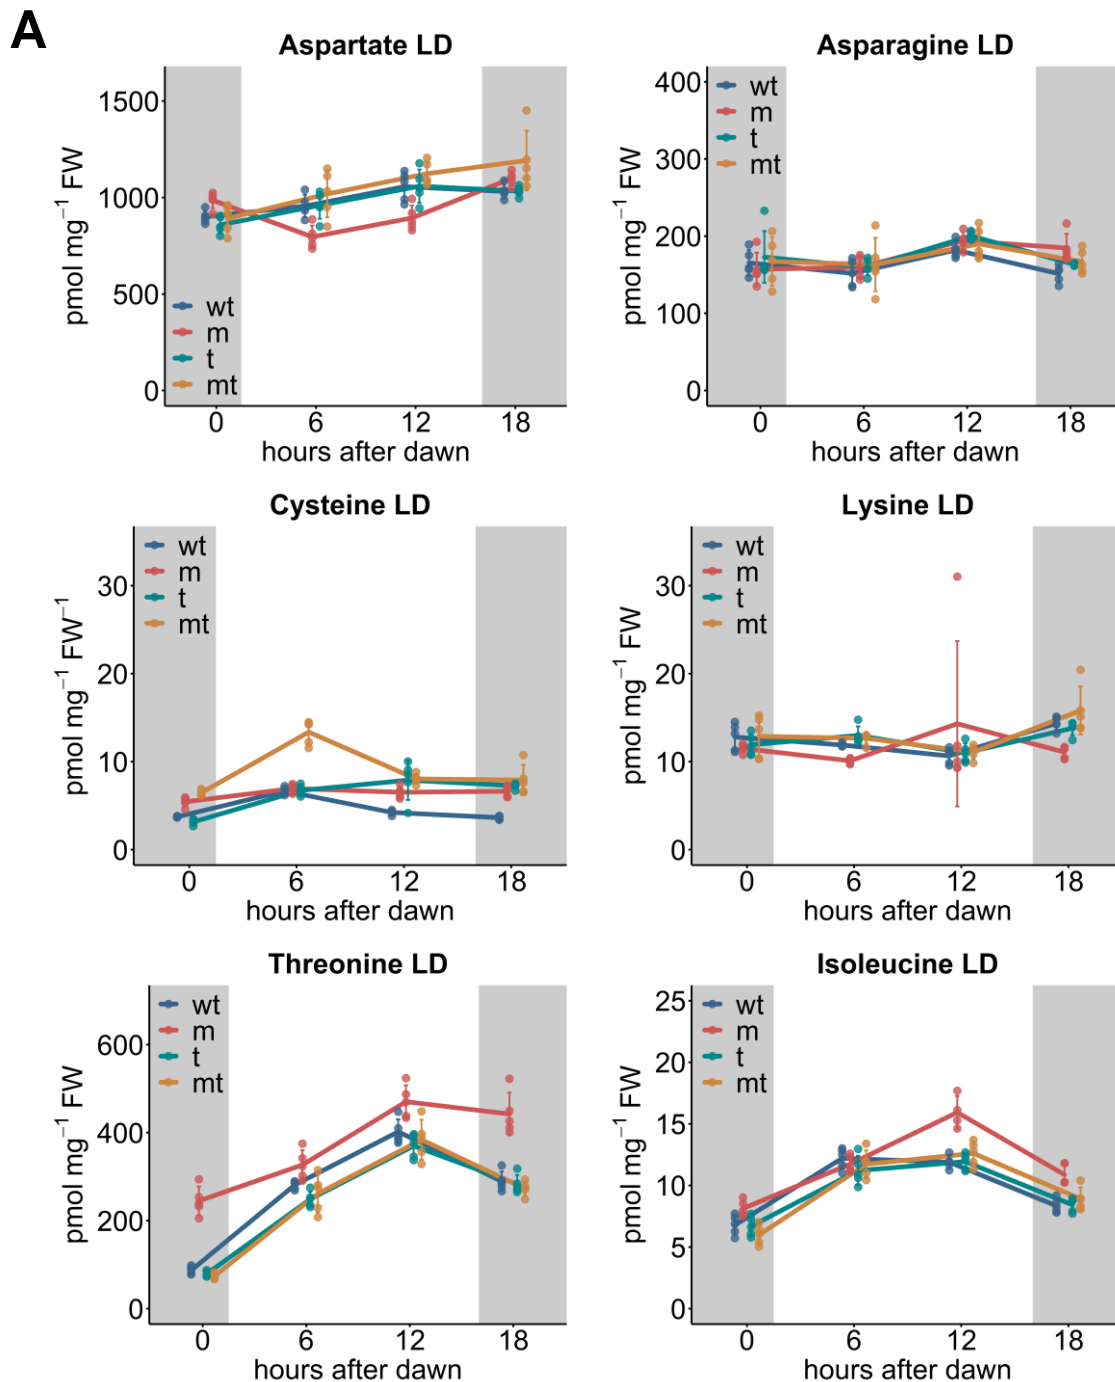 A
Aspartate LD
pmol mg⁻¹ FW
1500
1000
500
0
wt
m
t
mt
0 6 12 18
hours after dawn
Asparagine LD
pmol mg⁻¹ FW
400
300
200
100
0
wt
m
t
mt
0 6 12 18
hours after dawn
Cysteine LD
pmol mg⁻¹ FW⁻¹
30
20
10
0
wt
m
t
mt
0 6 12 18
hours after dawn
Lysine LD
pmol mg⁻¹ FW
30
20
10
0
wt
m
t
mt
0 6 12 18
hours after dawn
Threonine LD
pmol mg⁻¹ FW
600
400
200
0
wt
m
t
mt
0 6 12 18
hours after dawn
Isoleucine LD
pmol mg⁻¹ FW
25
20
15
10
5
0
wt
m
t
mt
0 6 12 18
hours after dawn